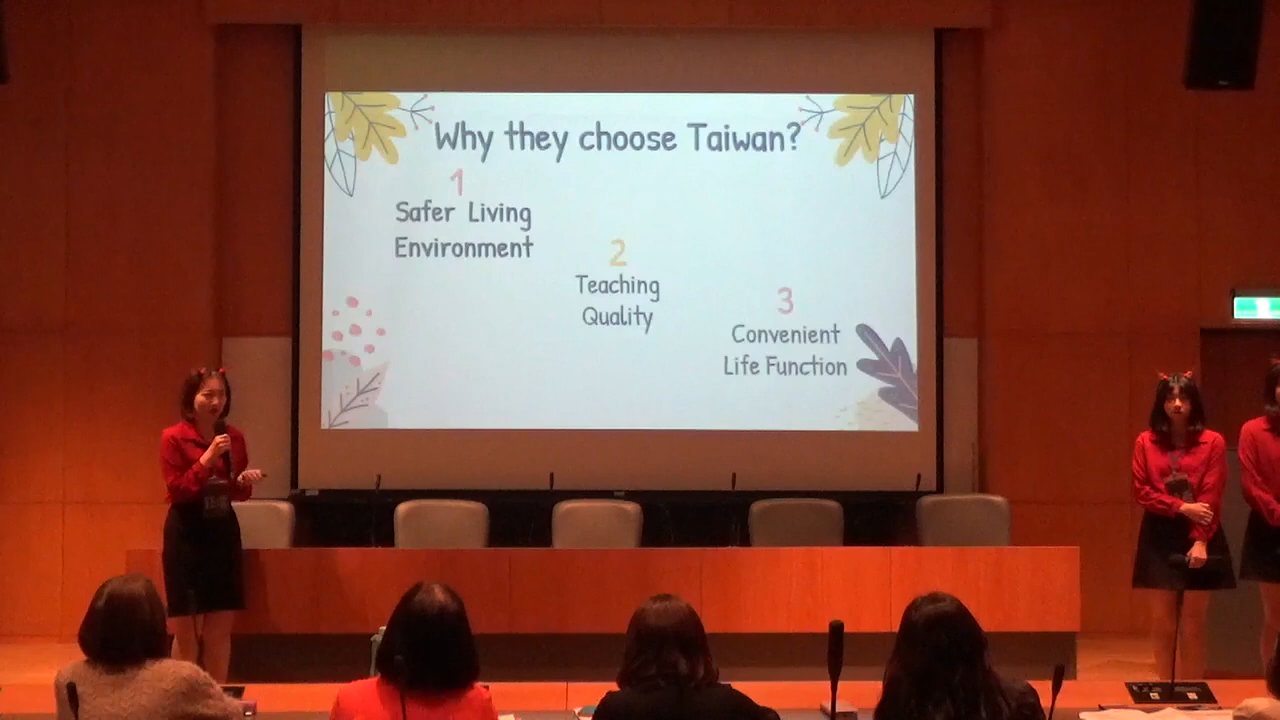 Why they choose Taiwan?
1
Safer Living
Environment
2
Teaching
Quality
3
Convenient
Life Function